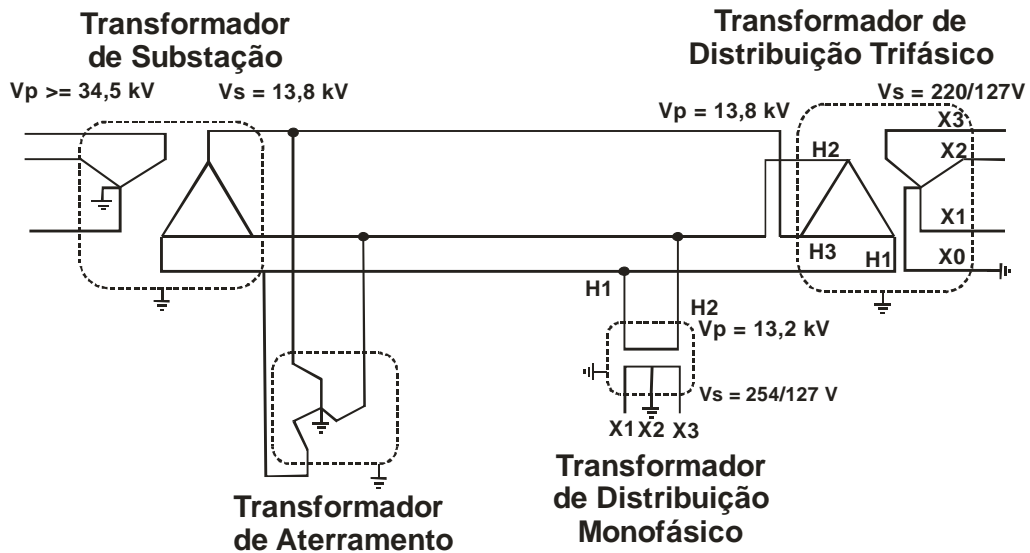 Transformador
de Substação
Transformador de
Distribuição Trifásico
Vp >= 34,5 kV
Vs = 13,8 kV
Vp = 13,8 kV
Vs = 220/127V
X3
H2
X2
X1
H3
H1
X0
H1
H2
Vp = 13,2 kV
Vs = 254/127 V
X1 X2 X3
Transformador
de Distribuição
Monofásico
Transformador
de Aterramento